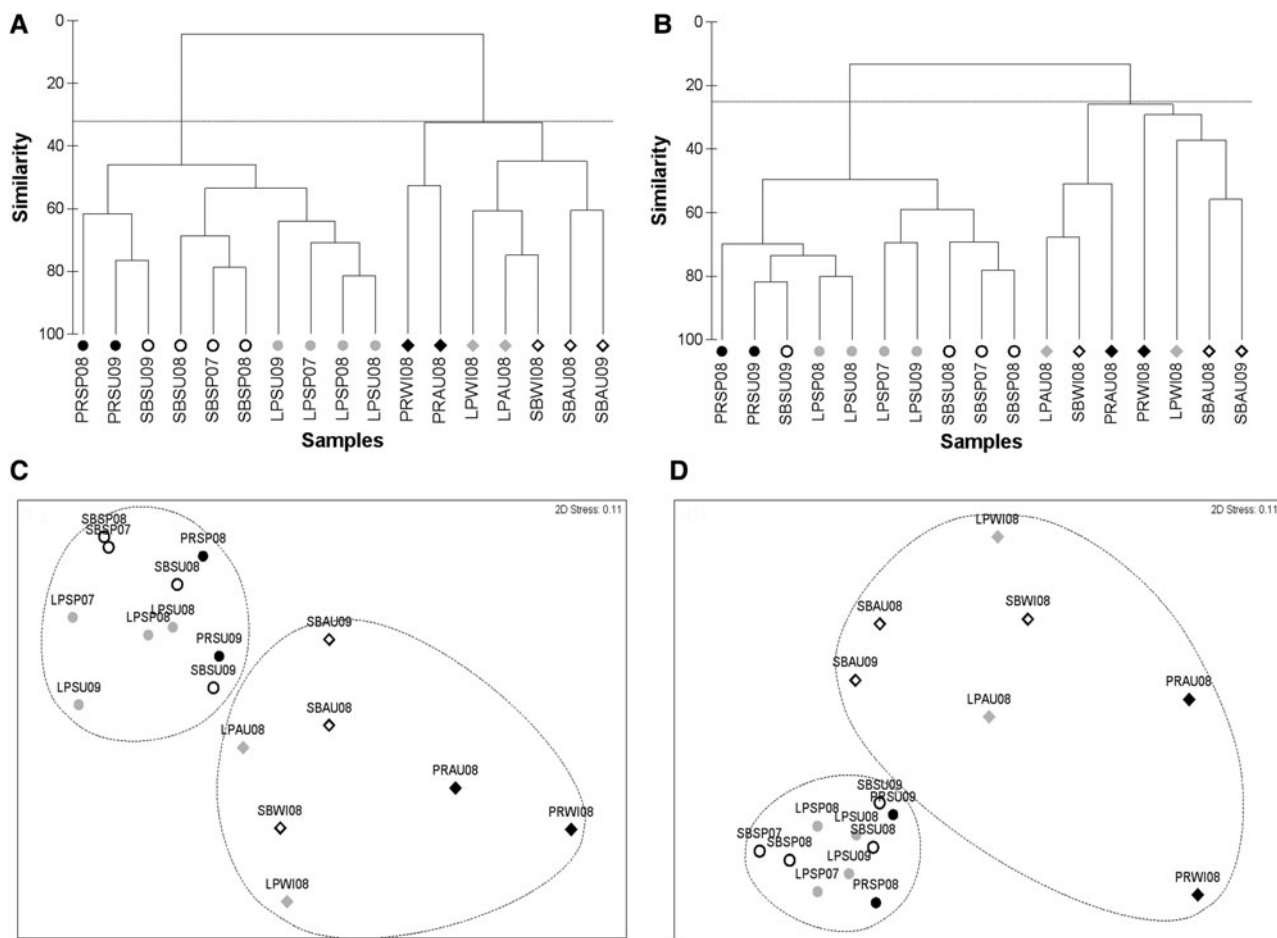 A
0
20
40
60
80
100
Similarity
PRSP08
PRSU09
SBSU09
SBSU08
SBSP07
SBSP08
LPSU09
LPSP07
LPSP08
LPSU08
PRWI08
PRAU08
LPWI08
LPAU08
SBWI08
SBAU08
SBAU09
Samples
B
0
20
40
60
80
100
Similarity
PRSP08
PRSU09
SBSU09
LPSP08
LPSU08
LPSP07
LPSU09
SBSU08
SBSP07
SBSP08
LPAU08
SBWI08
PRAU08
PRWI08
LPWI08
SBAU08
SBAU09
Samples
C
2D Stress: 0.11
SBSP08
SBSP07
PRSP08
SBSU08
LPSP07
LPSU08
LPSP08
SBAU09
PRSU09
SBSU09
LPSU09
SBAU08
LPAU08
PRAU08
SBWI08
PRWI08
LPWI08
D
2D Stress: 0.11
LPWI08
SBAU08
SBWI08
SBAU09
PRAU08
LPAU08
SBSU09
PRSU09
LPSP08
LPSU08
SBSU08
SBSP07
SBSP08
LPSU09
LPSP07
PRSP08
PRWI08